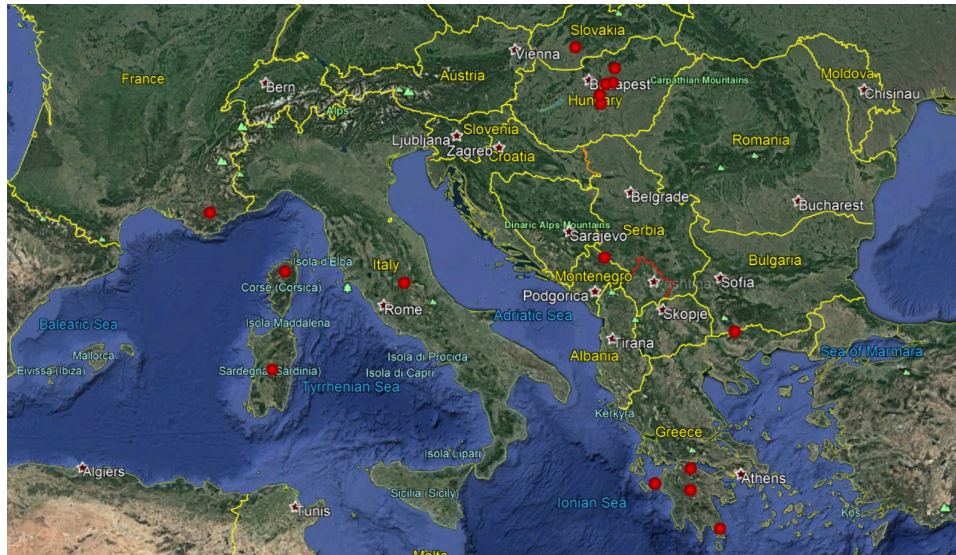 Slovakia
Vienna
France
Austria
Moldova
Bern
Budapest
Carpathian Mountains
Chisinau
Hungary
Alps
Slovenia
Ljubljana
Romania
Zagreb
Croatia
Belgrade
Bucharest
Dinaric Alps Mountains
Sarajevo
Serbia
Isola d'Elba
Italy
Bulgaria
Montenegro
Corse (Corsica)
Sofia
Podgorica
Rome
Skopje
Adriatic Sea
Balearic Sea
Isola Maddalena
Tirana
Sea of Marmara
Mallorca
Isola di Procida
Albania
Eivissa (Ibiza)
Sardegna (Sardinia)
Isola di Capri
Tyrrhenian Sea
Kerkyra
Greece
Isola Lipari
Algiers
Athens
Sicilia (Sicily)
Ionian Sea
Tunis
Kos